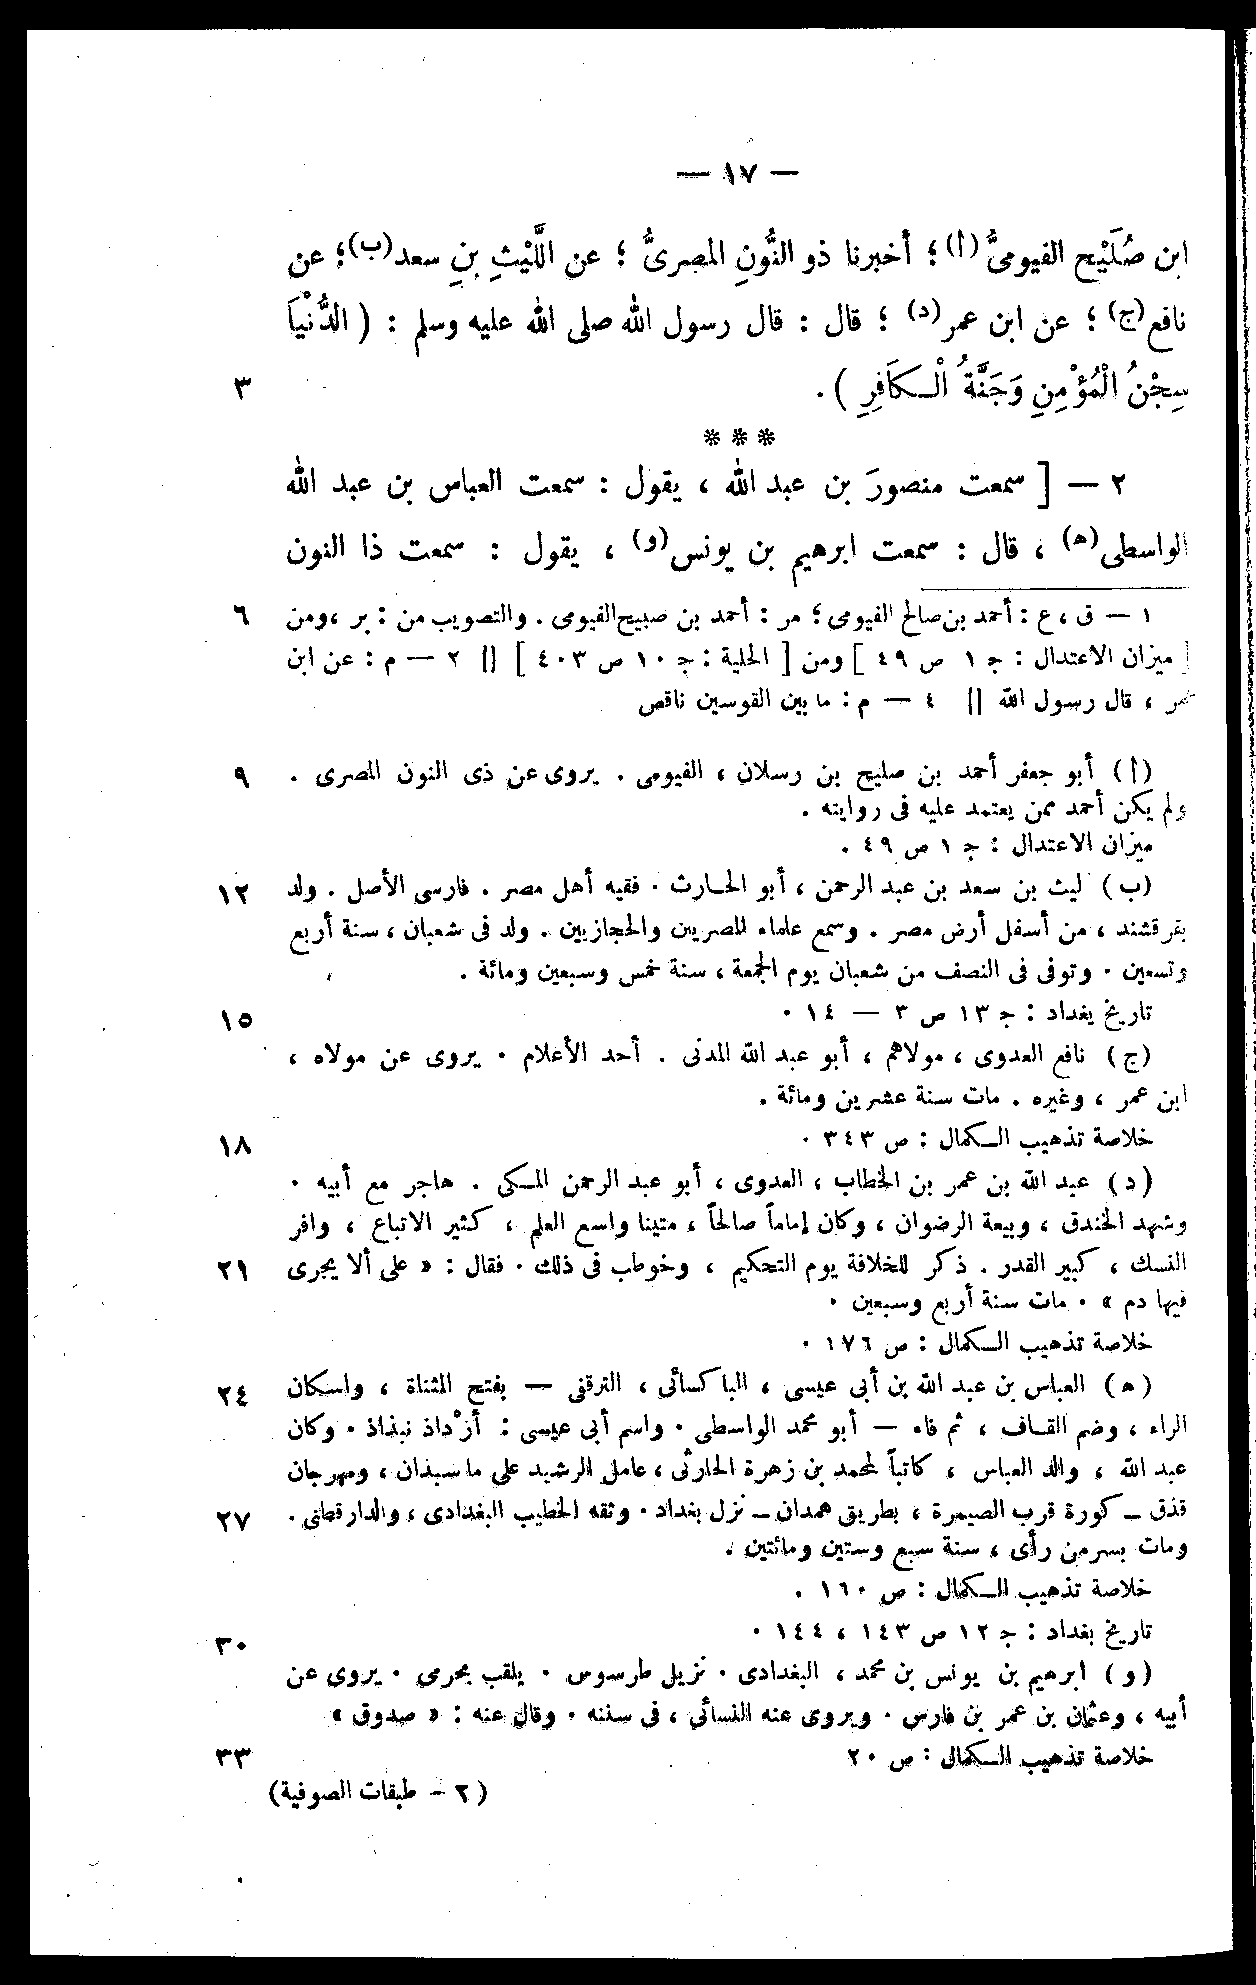 — ١٧ —
ابن صُلَيْح الفيومىُّ (أ) ؛ أخبرنا ذو النُّونِ المصرىُّ ؛ عن اللَّيْثِ بنِ سعد (ب) ؛ عن
نافع (ج) ؛ عن ابن عمر (د) ؛ قال : قال رسول الله صلى الله عليه وسلم : ( الدُّنْيَا
سِجْنُ الْمُؤْمِنِ وَجَنَّةُ الْـكَافِرِ ) . ٣
***
٢ — [ سمعت منصورَ بن عبد الله ، يقول : سمعت العباس بن عبد الله
الواسطى (ه) ، قال : سمعت ابرهيم بن يونس (و) ، يقول : سمعت ذا النون
١ — ق ، ع : أحمد بن صالح الفيومى ؛ مر : أحمد بن صبيح الفيومى . والتصويب من : بر ، ومن ٦
[ ميزان الاعتدال : ج ١ ص ٤٩ ] ومن [ الحلية : ج ١٠ ص ٤٠٣ ] || ٢ — م : عن ابن
عمر ، قال رسول الله || ٤ — م : ما بين القوسين ناقص
(أ) أبو جعفر أحمد بن صليح بن رسلان ، الفيومى . يروى عن ذى النون المصرى . ٩
ولم يكن أحمد ممن يعتمد عليه فى روايته .
ميزان الاعتدال : ج ١ ص ٤٩ .
(ب) ليث بن سعد بن عبد الرحمن ، أبو الحارث . فقيه أهل مصر . فارسى الأصل . ولد ١٢
بقرقشند ، من أسفل أرض مصر . وسمع علماء المصريين والحجازيين . ولد فى شعبان ، سنة أربع
وتسعين . وتوفى فى النصف من شعبان يوم الجمعة ، سنة خمس وسبعين ومائة .
تاريخ بغداد : ج ١٣ ص ٣ — ١٤ . ١٥
(ج) نافع العدوى ، مولاهم ، أبو عبد الله المدنى . أحد الأعلام . يروى عن مولاه ،
ابن عمر ، وغيره . مات سنة عشرين ومائة .
خلاصة تذهيب الـكمال : ص ٣٤٣ . ١٨
(د) عبد الله بن عمر بن الخطاب ، العدوى ، أبو عبد الرحمن المـكى . هاجر مع أبيه .
وشهد الخندق ، وبيعة الرضوان ، وكان إماماً صالحاً ، متينا واسع العلم ، كثير الاتباع ، وافر
النسك ، كبير القدر . ذكر للخلافة يوم التحكيم ، وخوطب فى ذلك . فقال : « على ألا يجرى ٢١
فيها دم » . مات سنة أربع وسبعين .
خلاصة تذهيب الـكمال : ص ١٧٦ .
(ه) العباس بن عبد الله بن أبى عيسى ، الباكسائى ، الترقفى — بفتح المثناة ، واسكان ٢٤
الراء ، وضم القاف ، ثم فاء — أبو محمد الواسطى . واسم أبى عيسى : أزْداذ نبذاذ . وكان
عبد الله ، والد العباس ، كاتباً لمحمد بن زهرة الحارثى ، عامل الرشيد على ماسبذان ، ومهرجان
قذق — كورة قرب الصيمرة ، بطريق همدان — نزل بغداد . وثقه الخطيب البغدادى ، والدارقطنى . ٢٧
ومات بسر من رأى ، سنة سبع وستين ومائتين .
خلاصة تذهيب الـكمال : ص ١٦٠ .
تاريخ بغداد : ج ١٢ ص ١٤٣ ، ١٤٤ . ٣٠
(و) ابرهيم بن يونس بن محمد ، البغدادى . نزيل طرسوس . يلقب بحرمى . يروى عن
أبيه ، وعثمان بن عمر بن فارس . ويروى عنه النسائى ، فى سننه . وقال عنه : « صدوق »
خلاصة تذهيب الـكمال : ص ٢٠ ٣٣
(٢ — طبقات الصوفية)